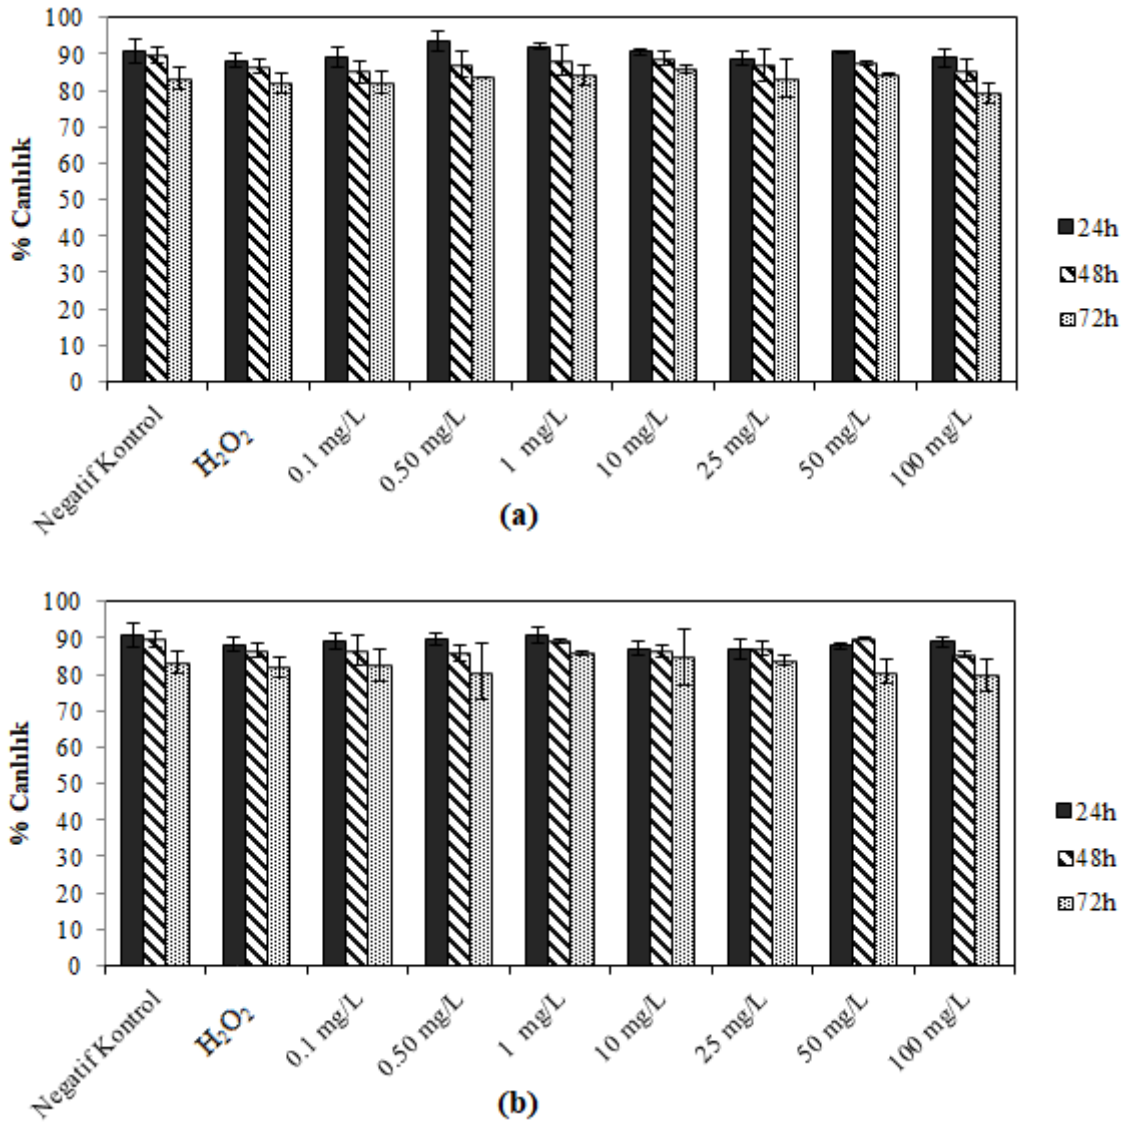 100
90
80
70
60
50
40
30
20
10
0
% Canlılık
24h
48h
72h
Negatif Kontrol
H₂O₂
0.1 mg/L
0.50 mg/L
1 mg/L
10 mg/L
25 mg/L
50 mg/L
100 mg/L
(a)
100
90
80
70
60
50
40
30
20
10
0
% Canlılık
24h
48h
72h
Negatif Kontrol
H₂O₂
0.1 mg/L
0.50 mg/L
1 mg/L
10 mg/L
25 mg/L
50 mg/L
100 mg/L
(b)